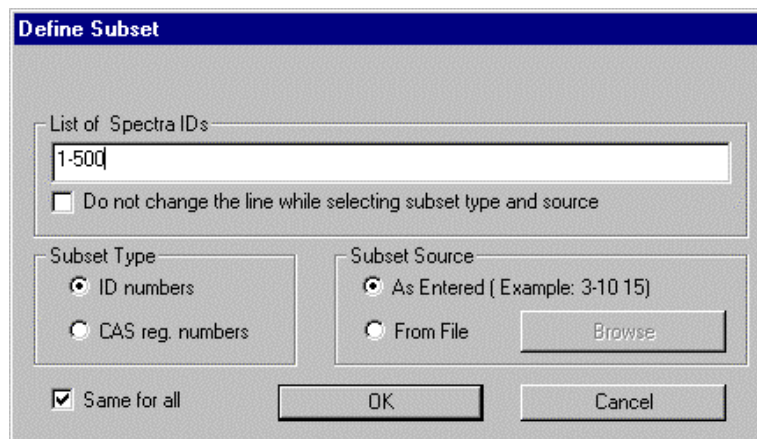 Define Subset
List of Spectra IDs
1-500
Do not change the line while selecting subset type and source
Subset Type
ID numbers
CAS reg. numbers
Subset Source
As Entered ( Example: 3-10 15)
From File
Browse
Same for all
OK
Cancel